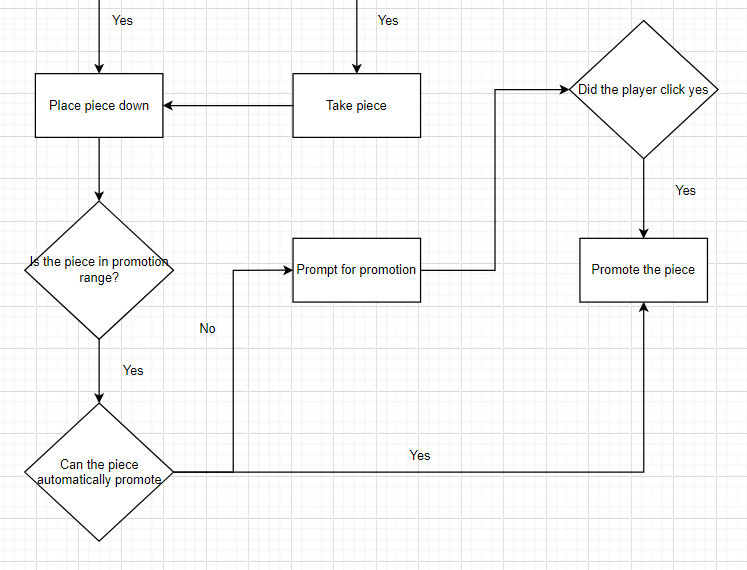 Yes
Yes
Did the player click yes
Place piece down
Take piece
Yes
Is the piece in promotion
range?
Prompt for promotion
Promote the piece
No
Yes
Yes
Can the piece
automatically promote